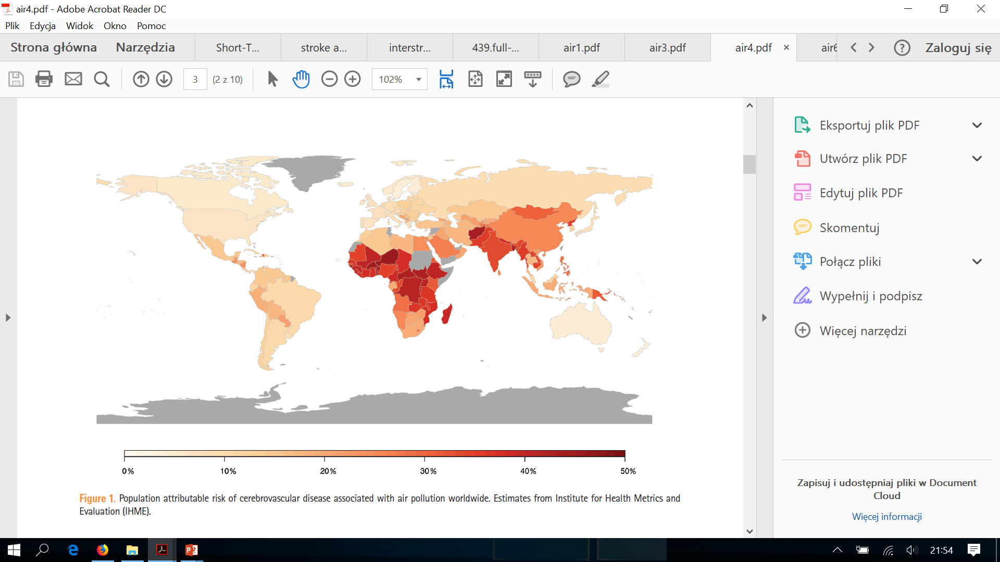 air4.pdf - Adobe Acrobat Reader DC
Plik Edycja Widok Okno Pomoc
Strona główna Narzędzia Short-T... stroke a... interstr... 439.full-... air1.pdf air3.pdf air4.pdf × air6 Zaloguj się
3 (2 z 10) 102%
Eksportuj plik PDF
Utwórz plik PDF
Edytuj plik PDF
Skomentuj
Połącz pliki
Wypełnij i podpisz
Więcej narzędzi
0% 10% 20% 30% 40% 50%
Figure 1. Population attributable risk of cerebrovascular disease associated with air pollution worldwide. Estimates from Institute for Health Metrics and
Evaluation (IHME).
Zapisuj i udostępniaj pliki w Document
Cloud
Więcej informacji
21:54